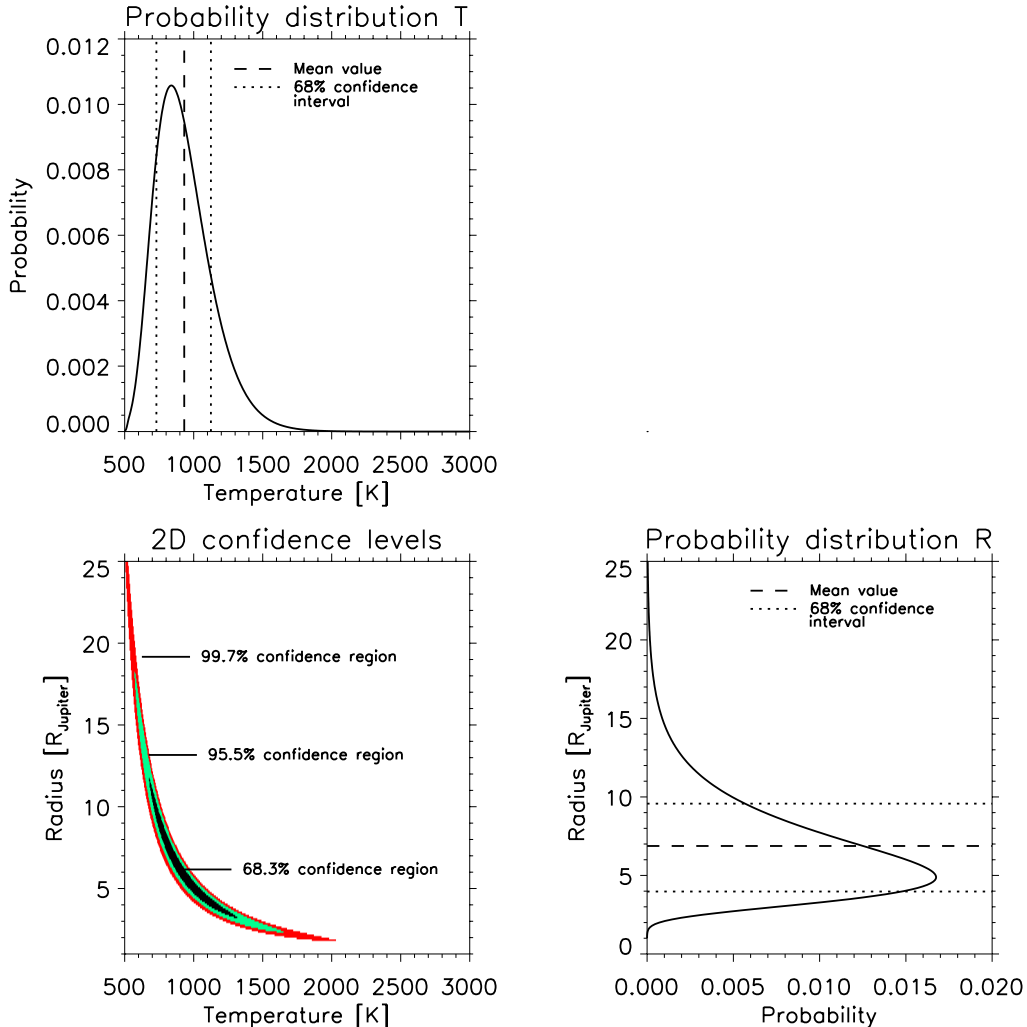 Probability distribution T
0.012
0.010
0.008
0.006
0.004
0.002
0.000
Probability
Mean value
68% confidence
interval
500 1000 1500 2000 2500 3000
Temperature [K]
2D confidence levels
25
20
15
10
5
Radius [RJupiter]
99.7% confidence region
95.5% confidence region
68.3% confidence region
500 1000 1500 2000 2500 3000
Temperature [K]
Probability distribution R
25
20
15
10
5
0
Radius [RJupiter]
Mean value
68% confidence
interval
0.000 0.005 0.010 0.015 0.020
Probability